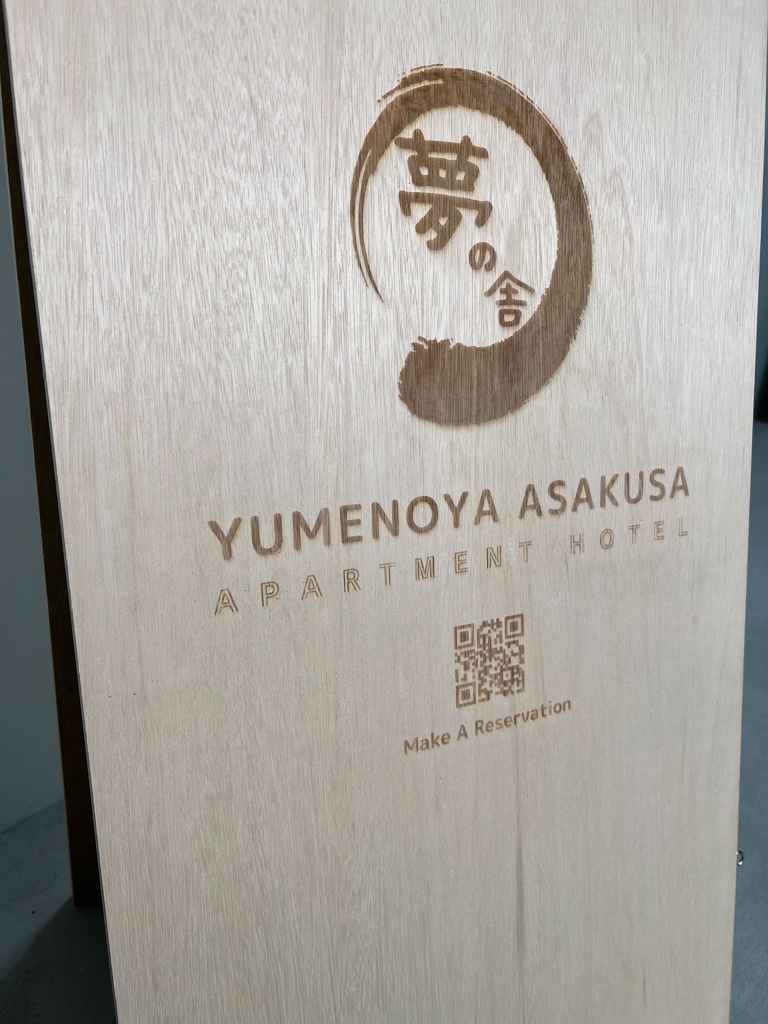 夢の舎
YUMENOYA ASAKUSA
APARTMENT HOTEL
Make A Reservation